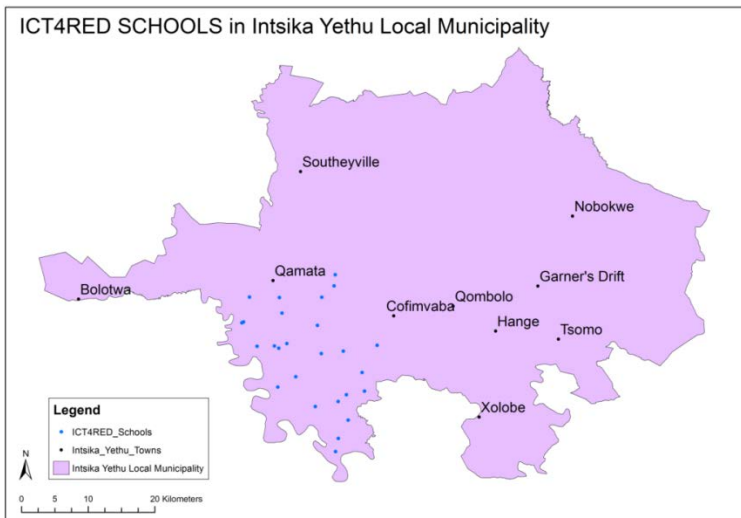 ICT4RED SCHOOLS in Intsika Yethu Local Municipality
Southeyville
Nobokwe
Qamata
Garner's Drift
Bolotwa
Qombolo
Cofimvaba
Hange
Tsomo
Xolobe
Legend
ICT4RED_Schools
Intsika_Yethu_Towns
Intsika Yethu Local Municipality
N
0 5 10 20 Kilometers